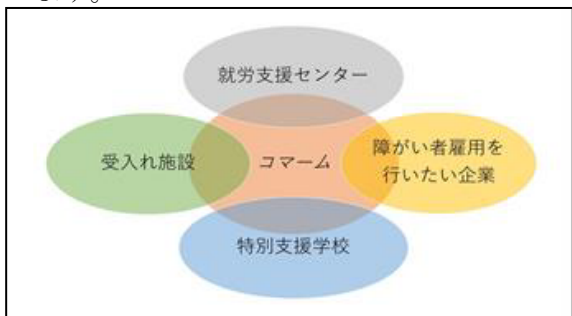 就労支援センター
受入れ施設
コマーム
障がい者雇用を
行いたい企業
特別支援学校